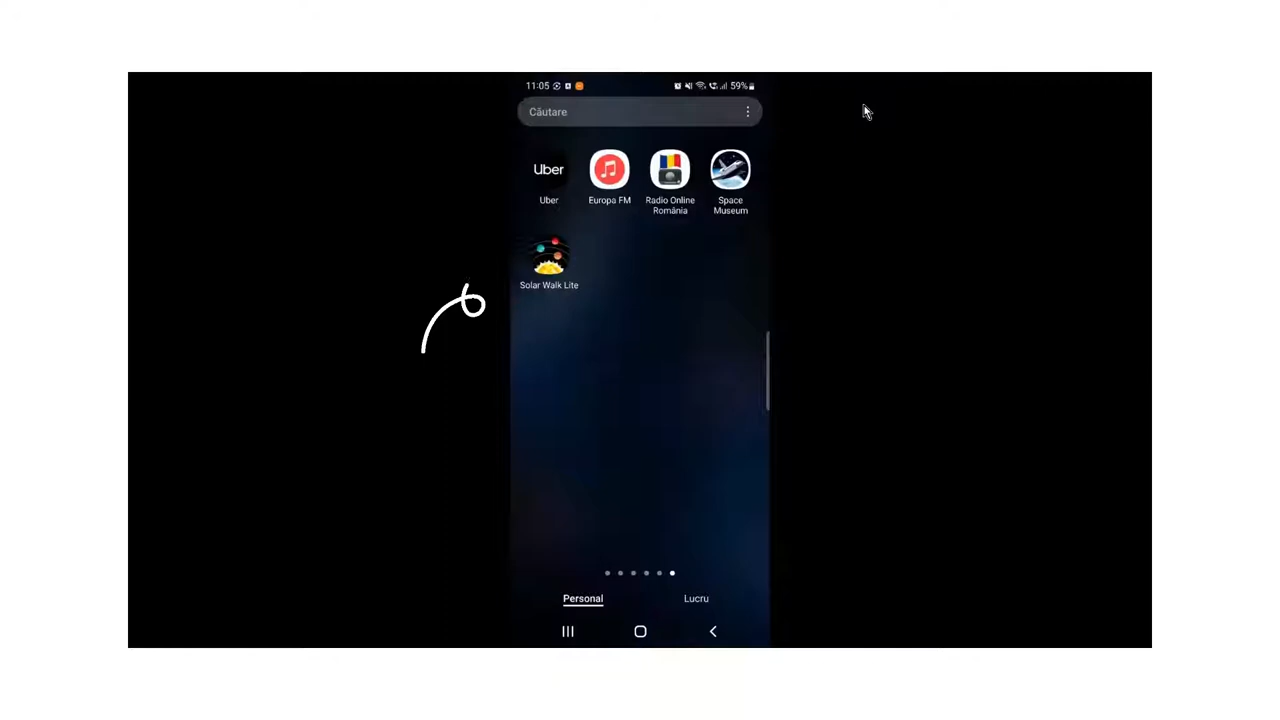 11:05 59%
Căutare
Uber
Uber Europa FM Radio Online România Space Museum
Solar Walk Lite
Personal Lucru